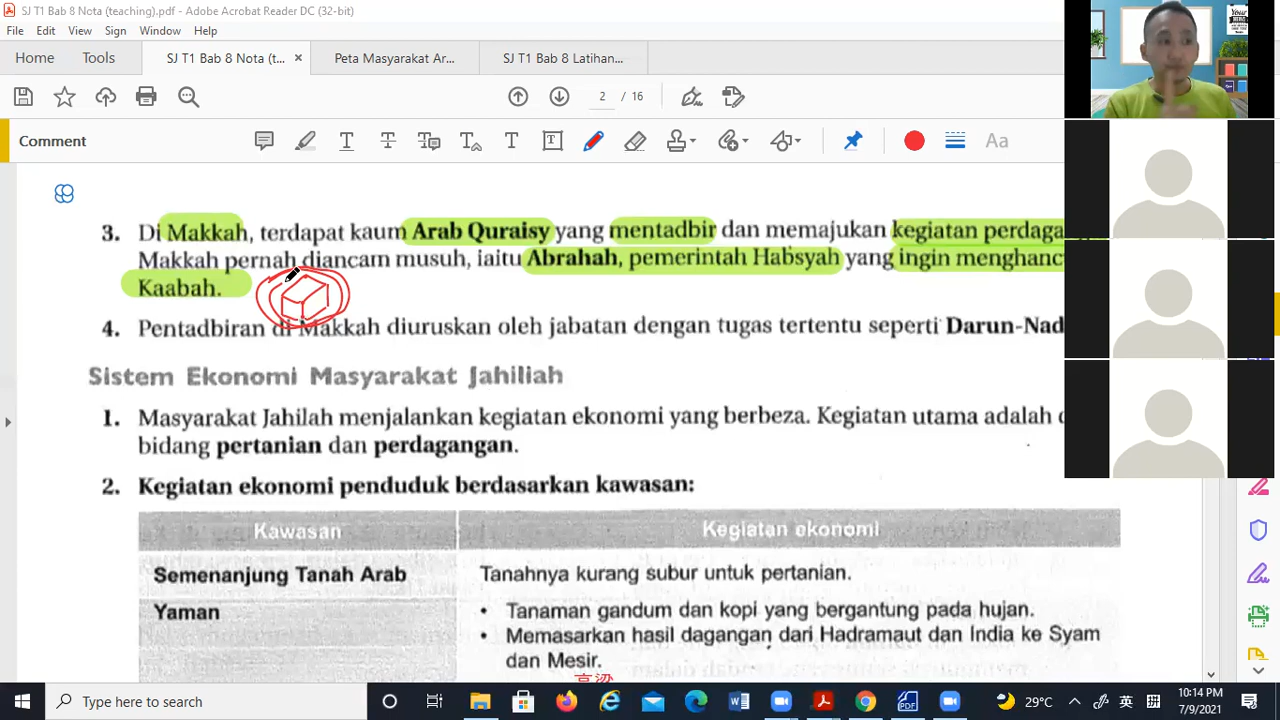 SJ T1 Bab 8 Nota (teaching).pdf - Adobe Acrobat Reader DC (32-bit)
File Edit View Sign Window Help
Home Tools SJ T1 Bab 8 Nota (t... × Peta Masyarakat Ar... SJ T1 Bab 8 Latihan...
2 / 16
Comment Aa
3. Di Makkah, terdapat kaum Arab Quraisy yang mentadbir dan memajukan kegiatan
Makkah pernah diancam musuh, iaitu Abrahah, pemerintah Habsyah yang ingin
Kaabah.
4. Pentadbiran di Makkah diuruskan oleh jabatan dengan tugas tertentu seperti
Sistem Ekonomi Masyarakat Jahiliah
1. Masyarakat Jahilah menjalankan kegiatan ekonomi yang berbeza. Kegiatan utama adalah
bidang pertanian dan perdagangan.
2. Kegiatan ekonomi penduduk berdasarkan kawasan:
Kawasan Kegiatan ekonomi
Semenanjung Tanah Arab Tanahnya kurang subur untuk pertanian.
Yaman • Tanaman gandum dan kopi yang bergantung pada hujan.
• Memasarkan hasil dagangan dari Hadramaut dan India ke Syam
dan Mesir.
高粱
Type here to search
29°C 英 拼 10:14 PM
7/9/2021